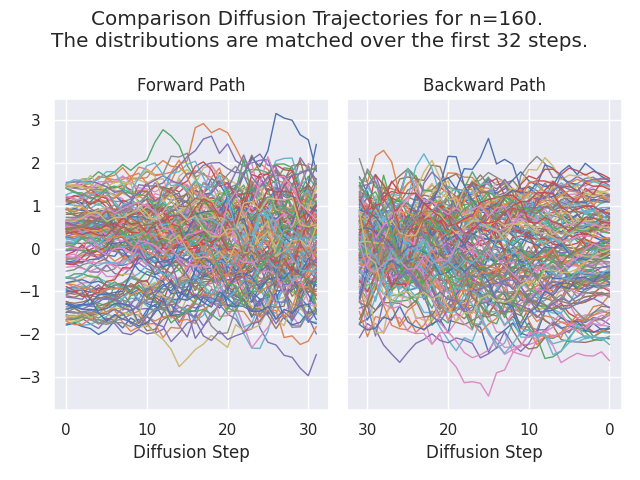 Comparison Diffusion Trajectories for n=160.
The distributions are matched over the first 32 steps.
Forward Path
Backward Path
3
2
1
0
−1
−2
−3
0
10
20
30
30
20
10
0
Diffusion Step
Diffusion Step